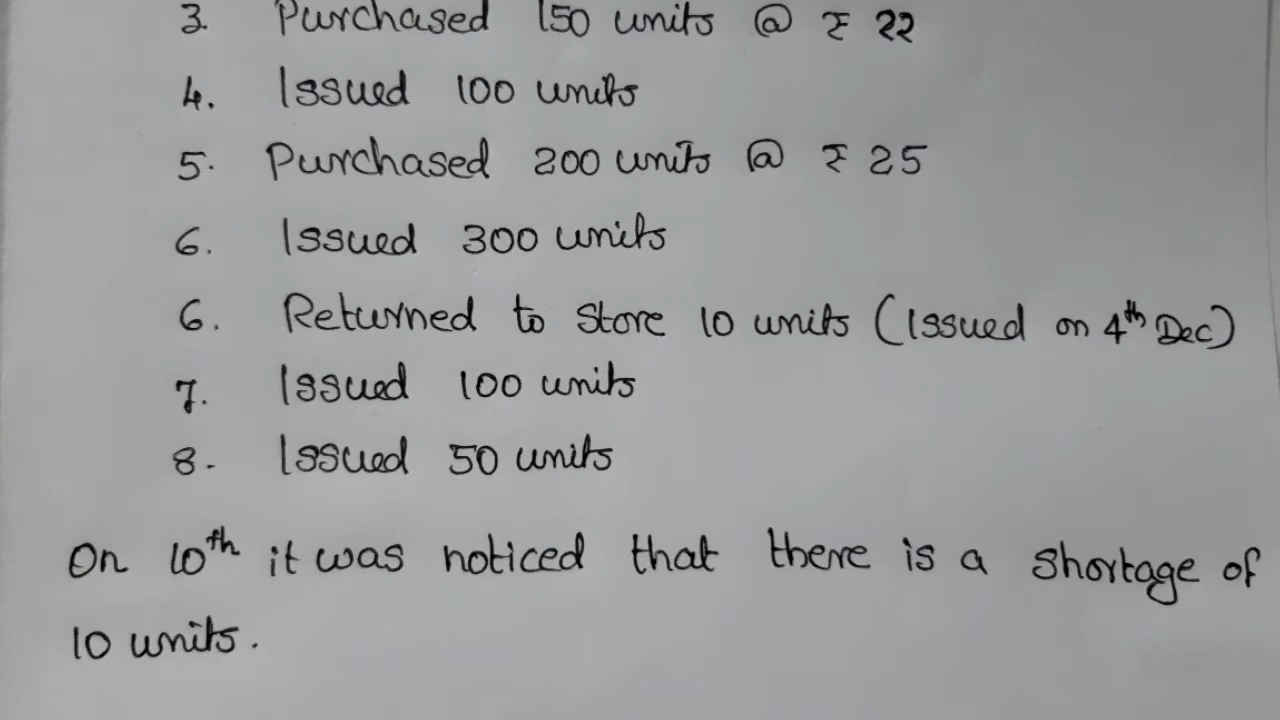 3. Purchased 150 units @ ₹ 22
4. Issued 100 units
5. Purchased 200 units @ ₹ 25
6. Issued 300 units
6. Returned to store 10 units (Issued on 4th Dec)
7. Issued 100 units
8. Issued 50 units
On 10th it was noticed that there is a shortage of
10 units.